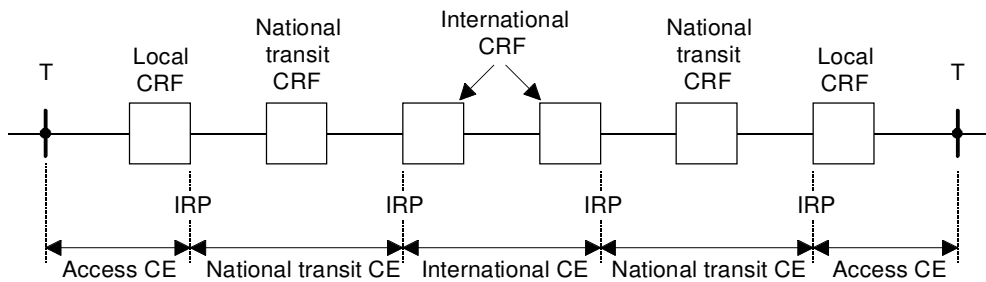 International
CRF
National
transit
CRF
National
transit
CRF
Local
CRF
Local
CRF
T
T
IRP
IRP
IRP
IRP
Access CE
National transit CE
International CE
National transit CE
Access CE